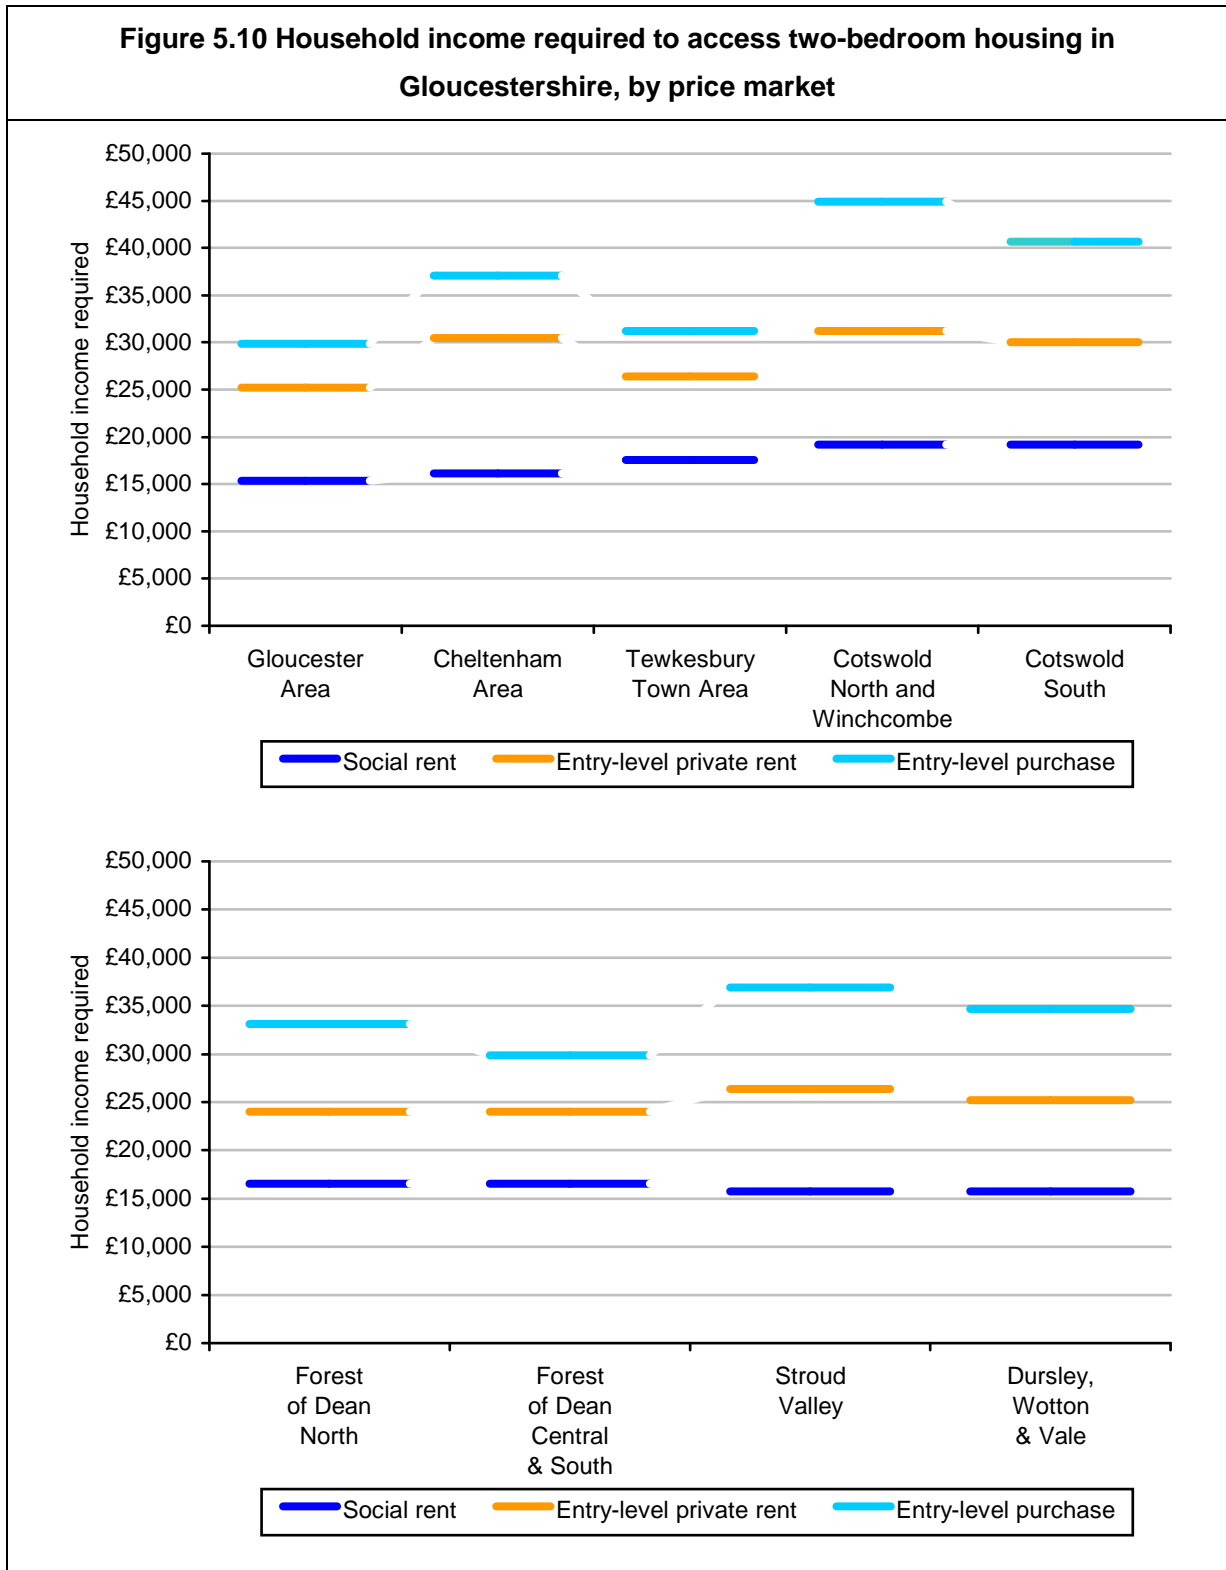 Figure 5.10 Household income required to access two-bedroom housing in
Gloucestershire, by price market
Household income required
£50,000
£45,000
£40,000
£35,000
£30,000
£25,000
£20,000
£15,000
£10,000
£5,000
£0
Gloucester
Area
Cheltenham
Area
Tewkesbury
Town Area
Cotswold
North and
Winchcombe
Cotswold
South
Social rent
Entry-level private rent
Entry-level purchase
Household income required
£50,000
£45,000
£40,000
£35,000
£30,000
£25,000
£20,000
£15,000
£10,000
£5,000
£0
Forest
of Dean
North
Forest
of Dean
Central
& South
Stroud
Valley
Dursley,
Wotton
& Vale
Social rent
Entry-level private rent
Entry-level purchase